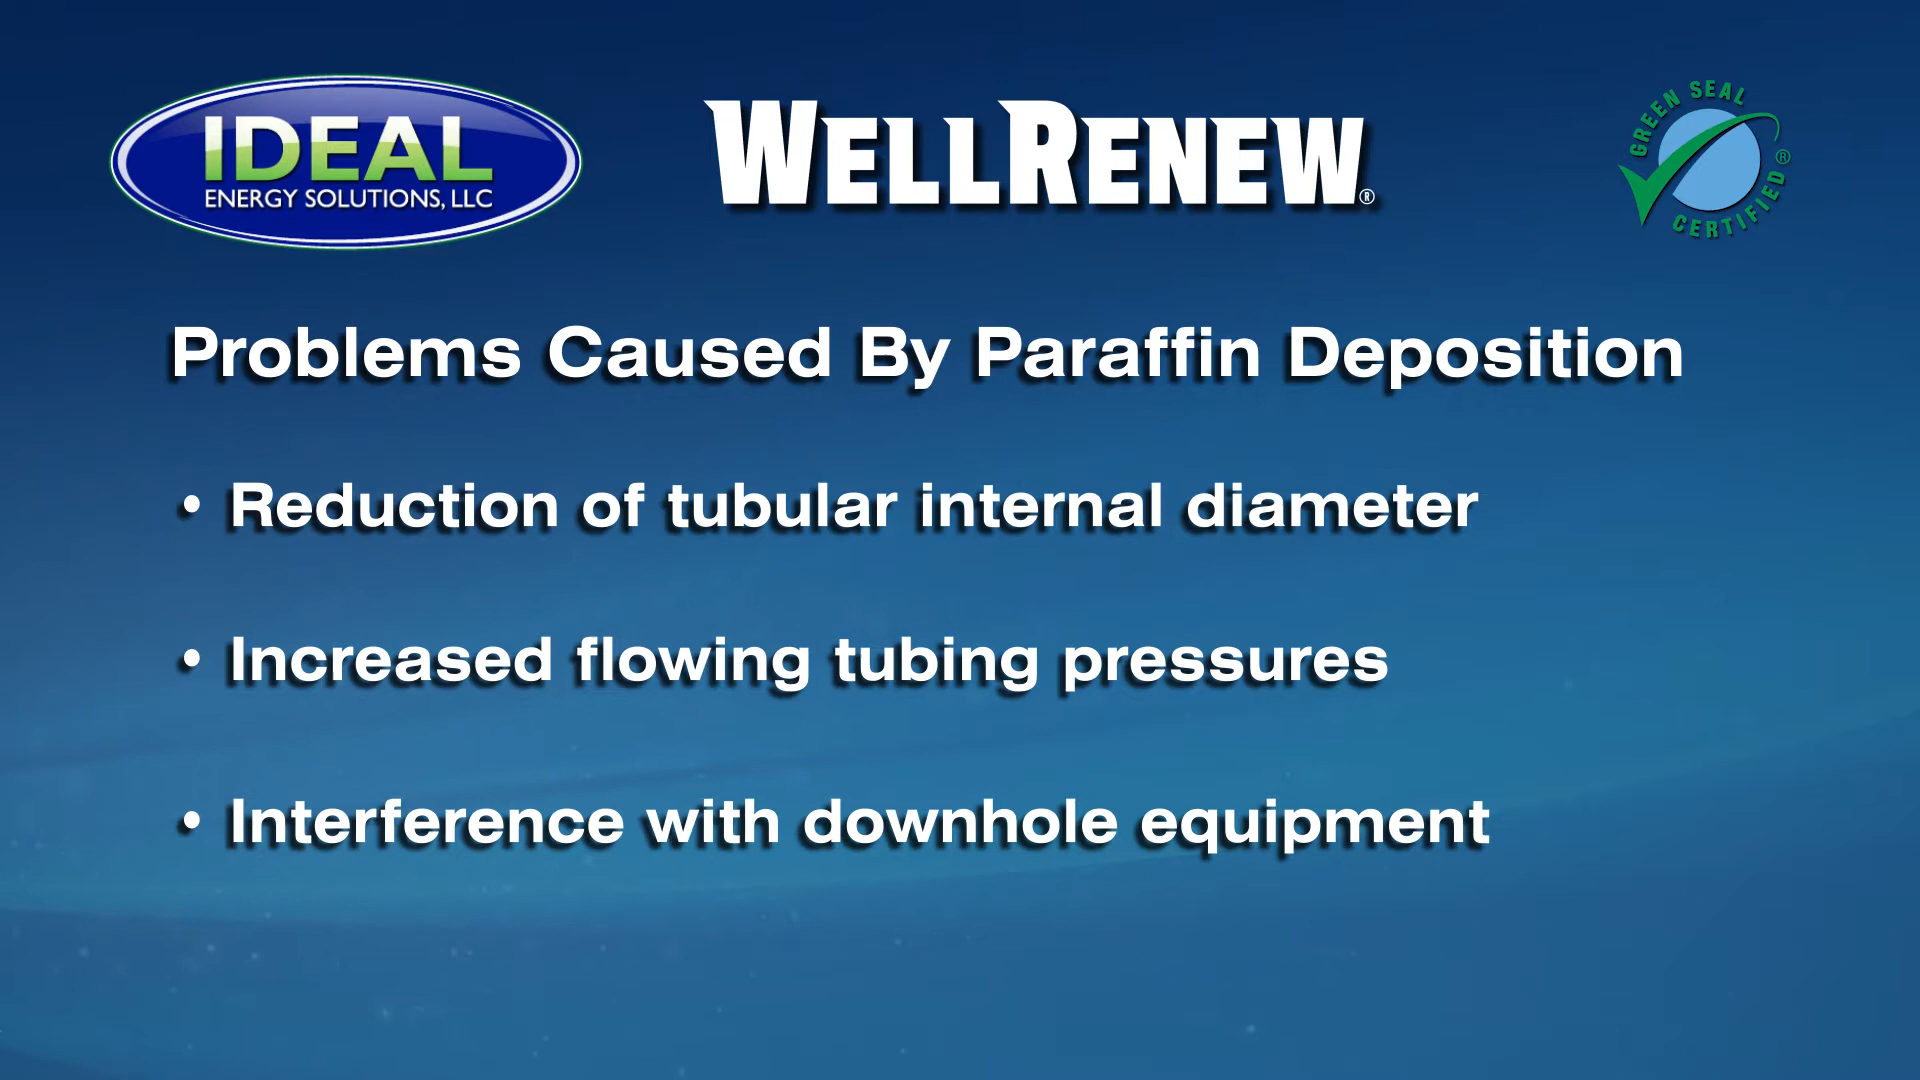 IDEAL
ENERGY SOLUTIONS, LLC
WELLRENEW®
GREEN SEAL
CERTIFIED®
Problems Caused By Paraffin Deposition
• Reduction of tubular internal diameter
• Increased flowing tubing pressures
• Interference with downhole equipment